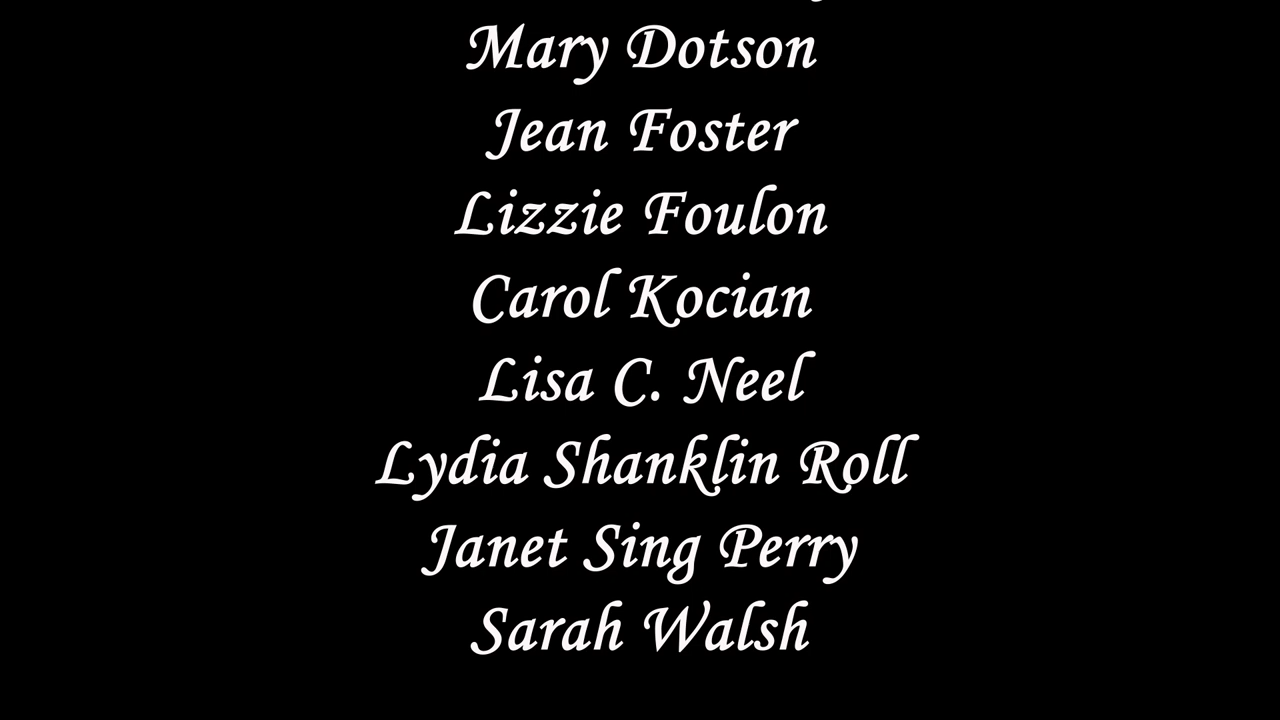 Mary Dotson
Jean Foster
Lizzie Foulon
Carol Kocian
Lisa C. Neel
Lydia Shanklin Roll
Janet Sing Perry
Sarah Walsh